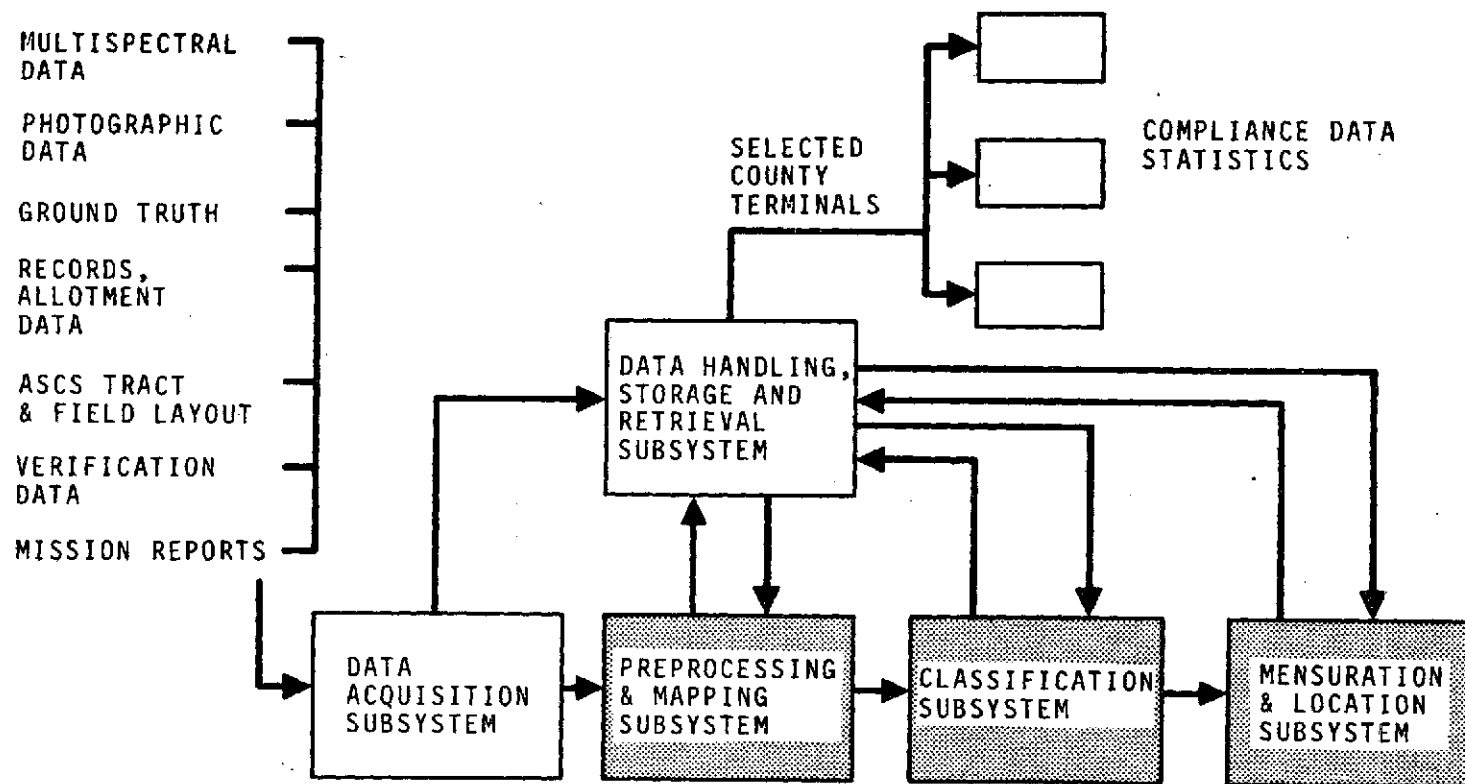 MULTISPECTRAL
DATA
PHOTOGRAPHIC
DATA
GROUND TRUTH
RECORDS,
ALLOTMENT
DATA
ASCS TRACT
& FIELD LAYOUT
VERIFICATION
DATA
MISSION REPORTS
SELECTED
COUNTY
TERMINALS
COMPLIANCE DATA
STATISTICS
DATA HANDLING,
STORAGE AND
RETRIEVAL
SUBSYSTEM
DATA
ACQUISITION
SUBSYSTEM
PREPROCESSING
& MAPPING
SUBSYSTEM
CLASSIFICATION
SUBSYSTEM
MENSURATION
& LOCATION
SUBSYSTEM